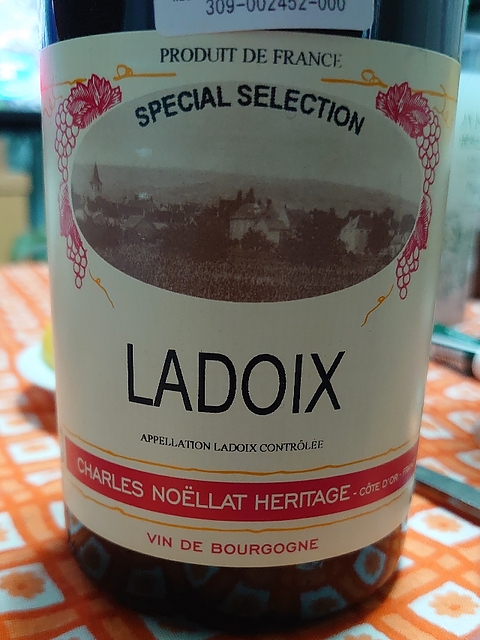 309-002452-000
PRODUIT DE FRANCE
SPECIAL SELECTION
LADOIX
APPELLATION LADOIX CONTRÔLÉE
CHARLES NOËLLAT HERITAGE - CÔTE D'OR -
VIN DE BOURGOGNE